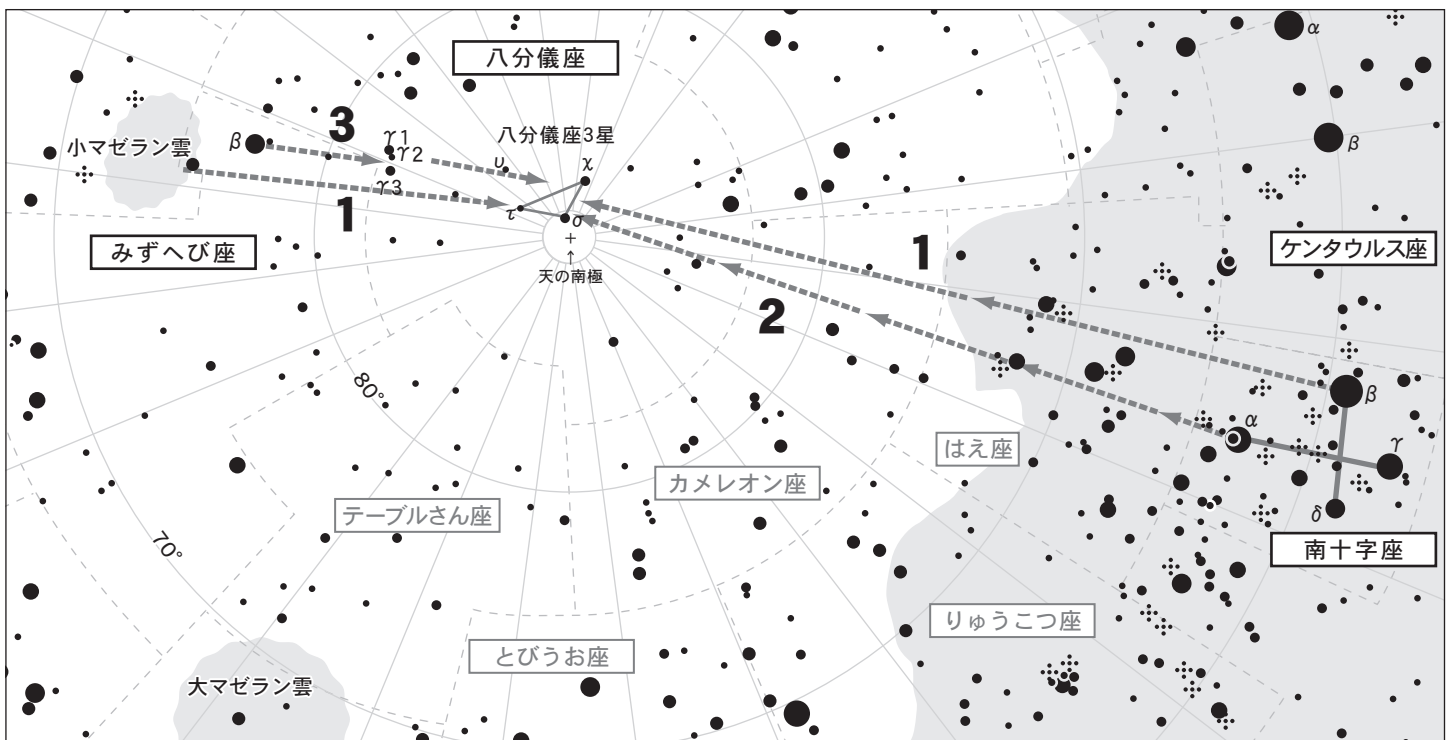 α
八分儀座
β
3
γ1
八分儀座3星
小マゼラン雲
β
γ2
υ
χ
γ3
1
τ
σ
1
みずへび座
+
ケンタウルス座
↑
天の南極
2
80°
β
α
はえ座
γ
カメレオン座
テーブルさん座
δ
70°
南十字座
りゅうこつ座
とびうお座
大マゼラン雲